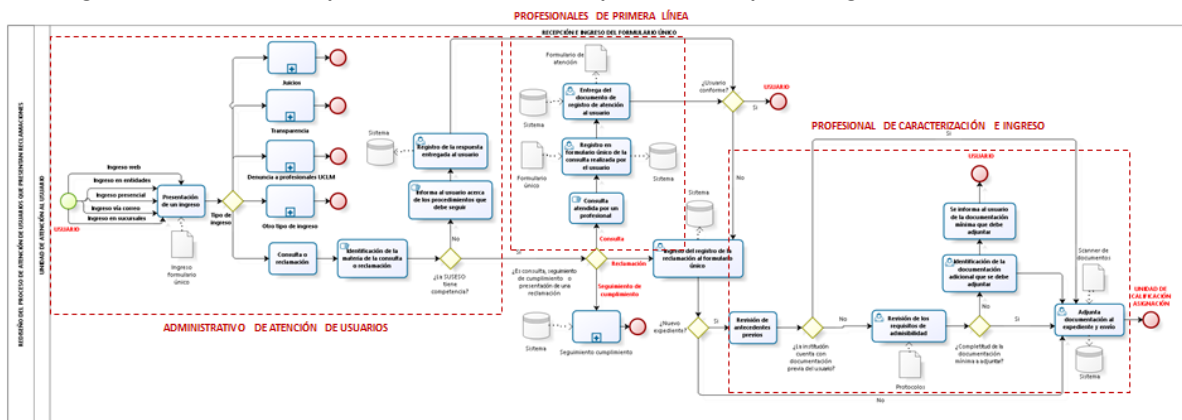 PROFESIONALES DE PRIMERA LÍNEA
REDISEÑO DEL PROCESO DE ATENCIÓN DE USUARIOS QUE PRESENTAN RECLAMACIONES
UNIDAD DE ATENCIÓN AL USUARIO
RECEPCIÓN E INGRESO DEL FORMULARIO ÚNICO
Ingreso web
Ingreso en entidades
Ingreso presencial
Ingreso vía correo
Ingreso en sucursales
USUARIO
Presentación
de un ingreso
Ingreso
formulario
único
Tipo de
ingreso
Juicios
Transparencia
Denuncia a profesionales UCLM
Otro tipo de ingreso
Consulta o
reclamación
Identificación de la
materia de la consulta
o reclamación
¿La SUSESO
tiene
competencia?
No
Informa al usuario acerca
de los procedimientos que
debe seguir
Registro de la respuesta
entregada al usuario
Sistema
ADMINISTRATIVO DE ATENCIÓN DE USUARIOS
Formulario de
atención
Entrega del
documento de
registro de atención
al usuario
Sistema
Registro en
formulario único de
la consulta realizada por
el usuario
Formulario
único
Sistema
Consulta
atendida por un
profesional
Consulta
Reclamación
Seguimiento de
cumplimiento
¿Es consulta, seguimiento
de cumplimiento o
presentación de una
reclamación
Sistema
Seguimiento cumplimiento
Sistema
Ingreso del registro de la
reclamación al formulario
único
¿Usuario
conforme?
Si
USUARIO
No
¿Nuevo
expediente?
Si
No
PROFESIONAL DE CARACTERIZACIÓN E INGRESO
Revisión de
antecedentes
previos
¿La institución
cuenta con
documentación
previa del usuario?
Si
No
Revisión de los
requisitos de
admisibilidad
Protocolos
¿Completitud de la
documentación
mínima a adjuntar?
No
Si
Identificación de la
documentación
adicional que se debe
adjuntar
Se informa al usuario
de la documentación
mínima que debe
adjuntar
USUARIO
Scanner de
documentos
Adjunta
documentación al
expediente y envío
Sistema
UNIDAD DE
CALIFICACIÓN
ASIGNACIÓN